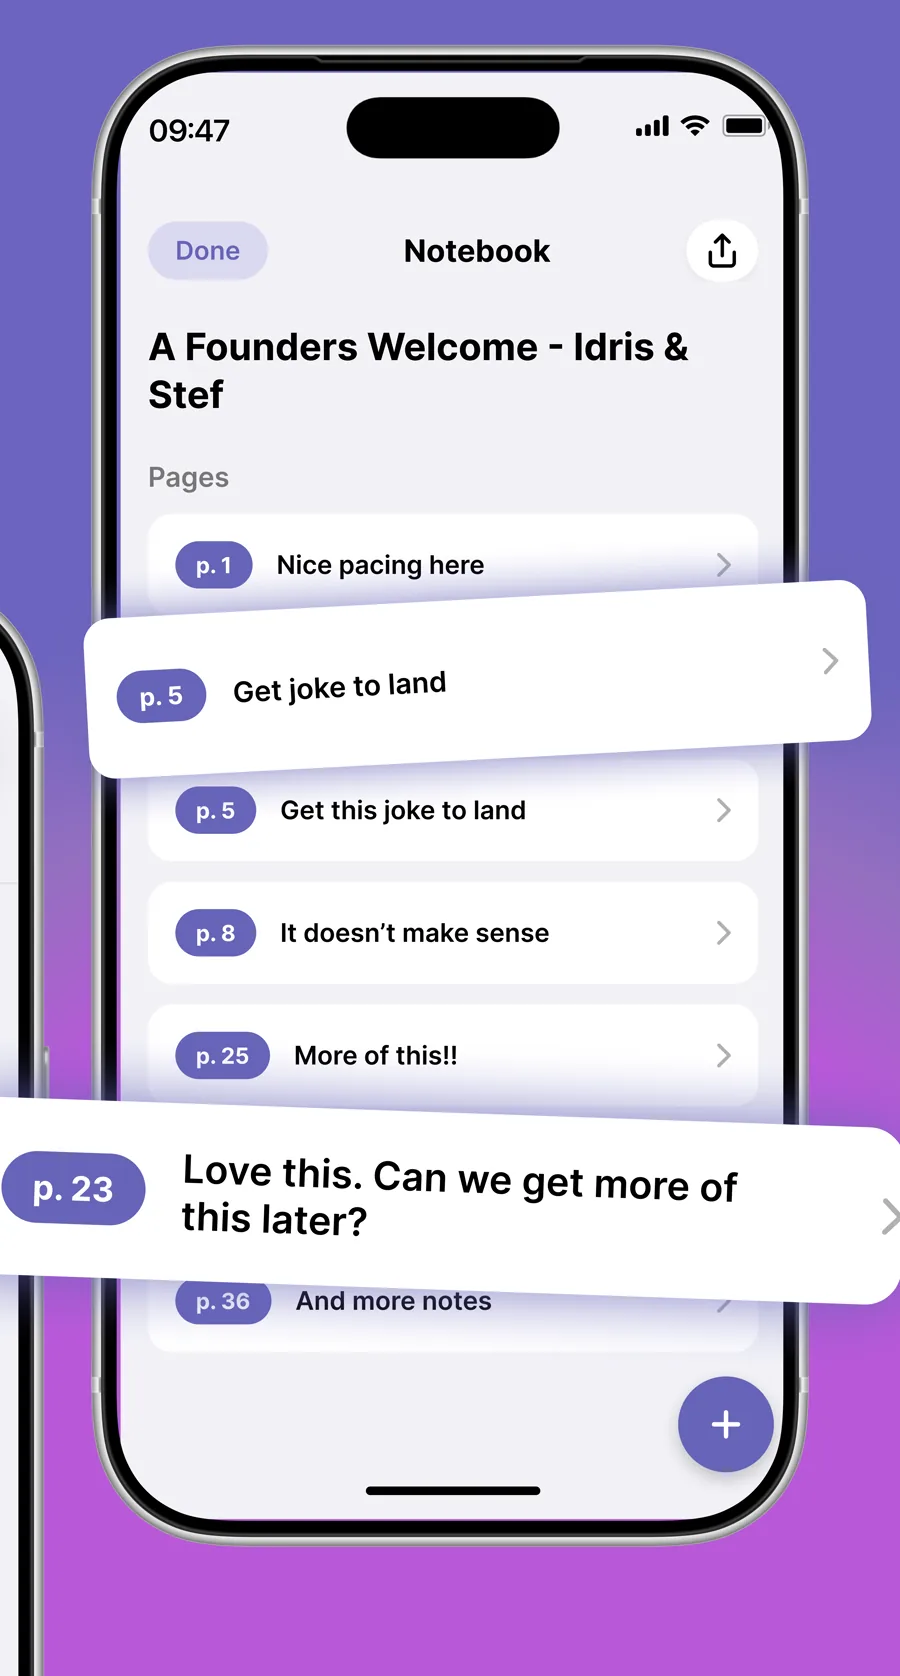 09:47
Done
Notebook
A Founders Welcome - Idris &
Stef
Pages
p. 1 Nice pacing here
p. 5 Get joke to land
p. 5 Get this joke to land
p. 8 It doesn’t make sense
p. 25 More of this!!
p. 23 Love this. Can we get more of
this later?
p. 36 And more notes